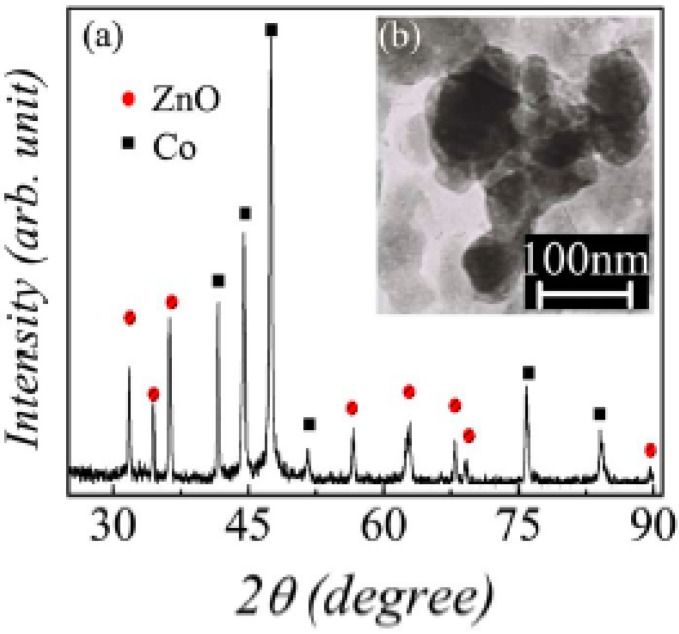 (a)
(b)
ZnO
Co
100nm
Intensity (arb. unit)
30 45 60 75 90
2θ (degree)